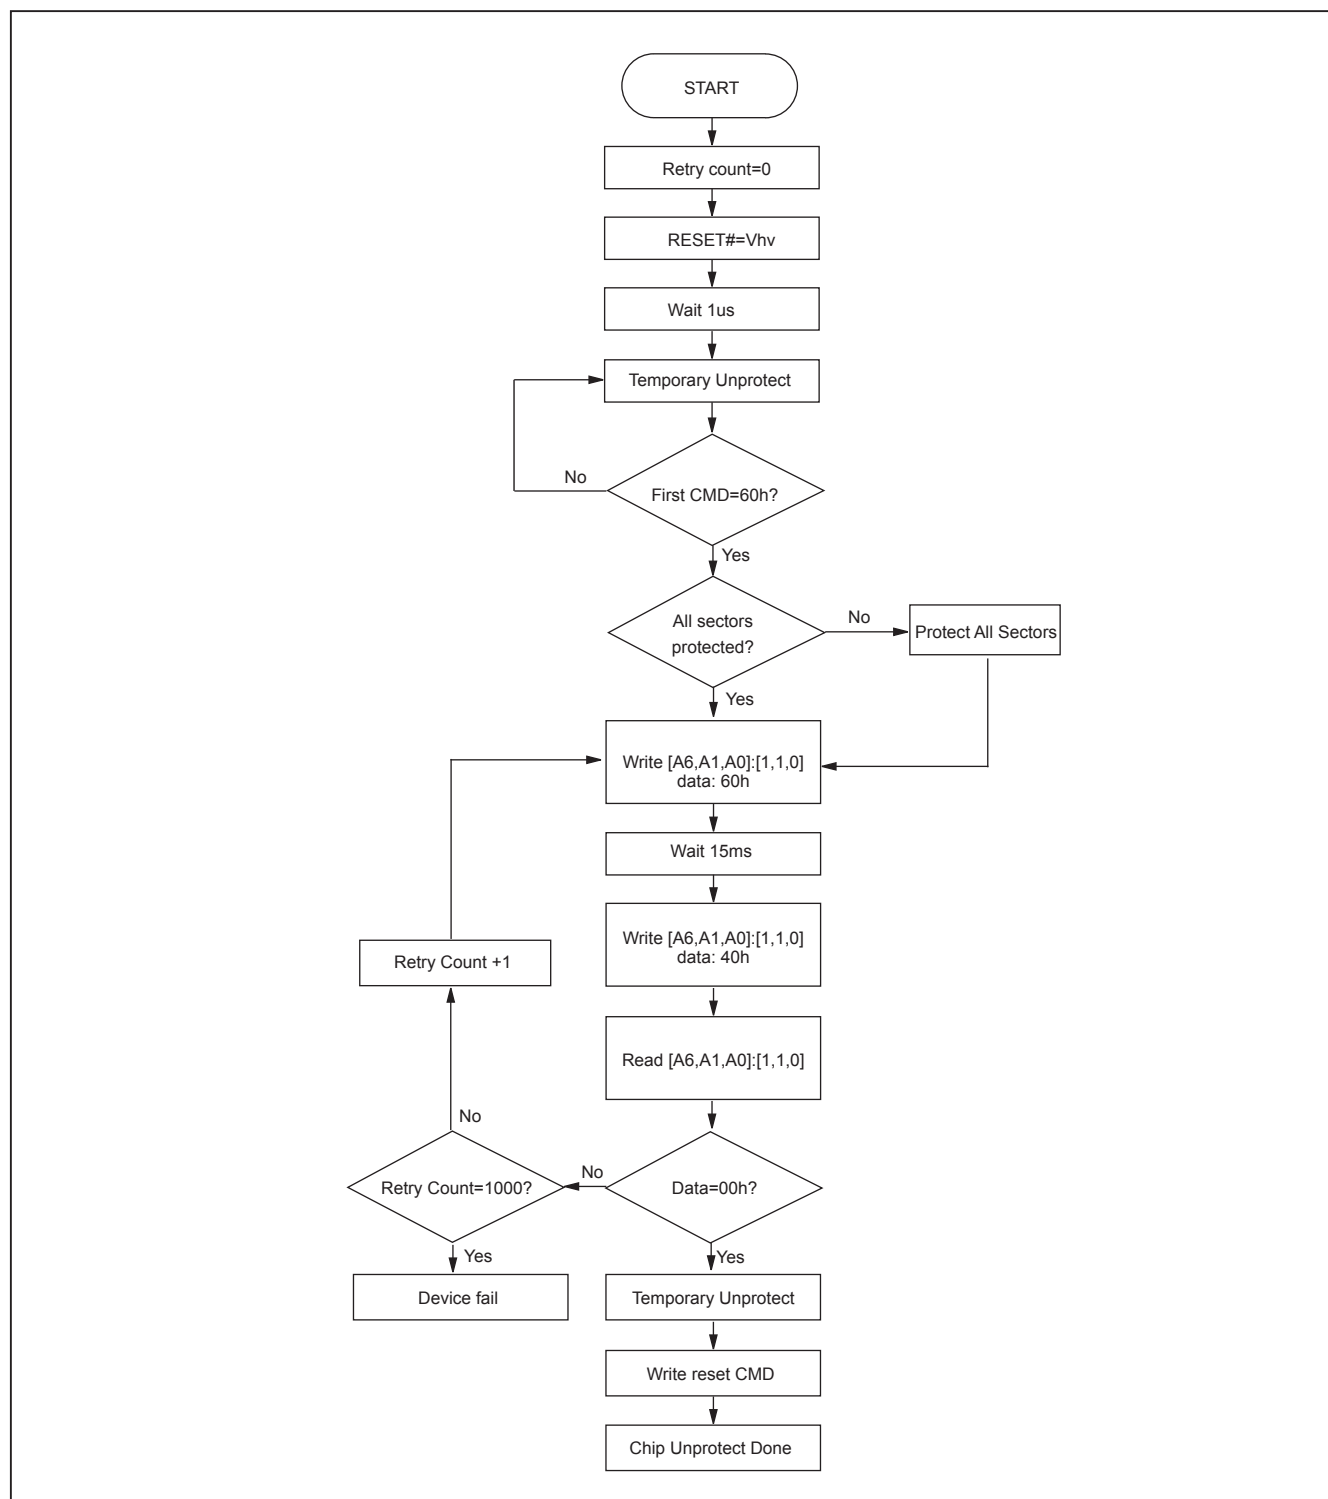 START
Retry count=0
RESET#=Vhv
Wait 1us
Temporary Unprotect
No
First CMD=60h?
Yes
All sectors
protected?
No
Protect All Sectors
Yes
Write [A6,A1,A0]:[1,1,0]
data: 60h
Wait 15ms
Write [A6,A1,A0]:[1,1,0]
data: 40h
Retry Count +1
Read [A6,A1,A0]:[1,1,0]
No
Retry Count=1000?
No
Data=00h?
Yes
Yes
Device fail
Temporary Unprotect
Write reset CMD
Chip Unprotect Done